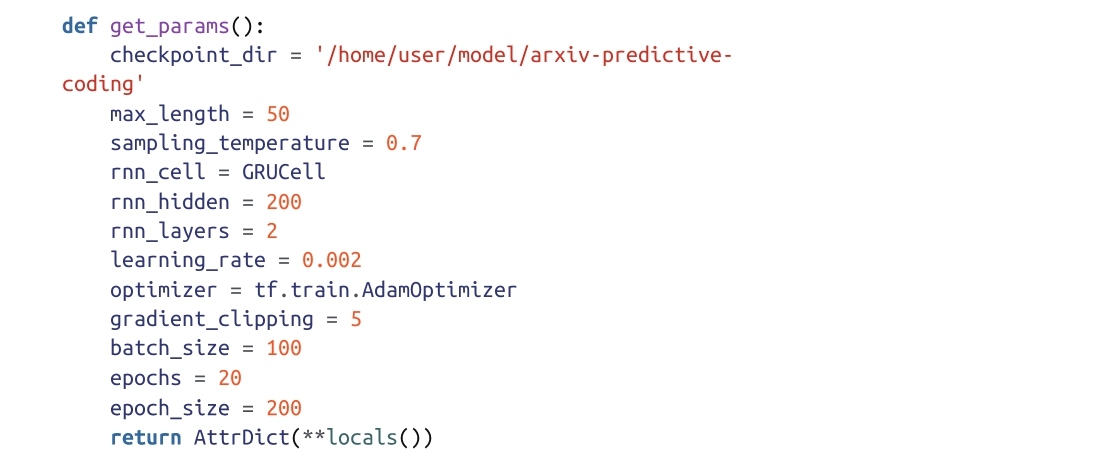 def get_params():
    checkpoint_dir = '/home/user/model/arxiv-predictive-
coding'
    max_length = 50
    sampling_temperature = 0.7
    rnn_cell = GRUCell
    rnn_hidden = 200
    rnn_layers = 2
    learning_rate = 0.002
    optimizer = tf.train.AdamOptimizer
    gradient_clipping = 5
    batch_size = 100
    epochs = 20
    epoch_size = 200
    return AttrDict(**locals())